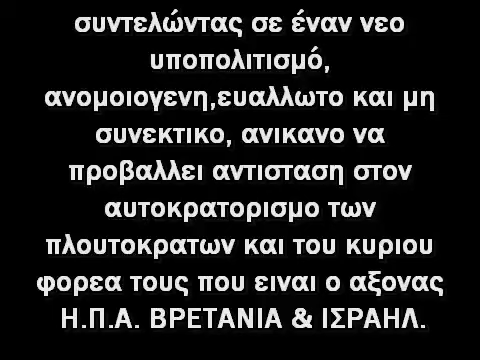 συντελώντας σε έναν νεο
υποπολιτισμό,
ανομοιογενη,ευαλλωτο και μη
συνεκτικο, ανικανο να
προβαλλει αντισταση στον
αυτοκρατορισμο των
πλουτοκρατων και του κυριου
φορεα τους που ειναι ο αξονας
Η.Π.Α. ΒΡΕΤΑΝΙΑ & ΙΣΡΑΗΛ.